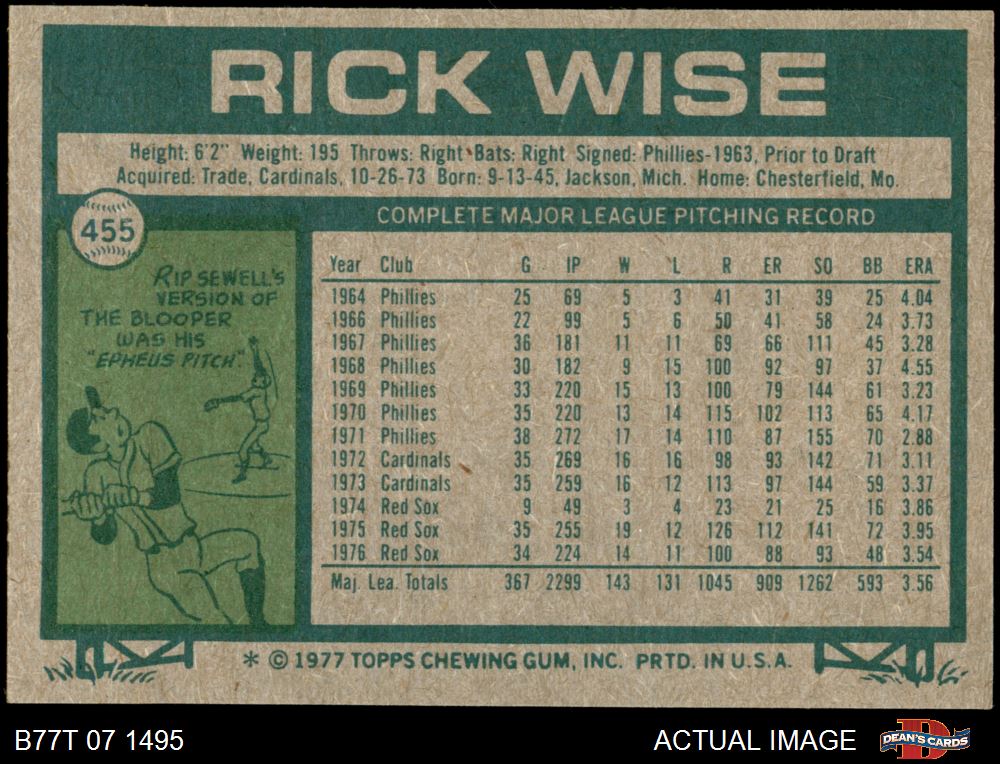 RICK WISE
Height: 6'2" Weight: 195 Throws: Right Bats: Right Signed: Phillies-1963, Prior to Draft
Acquired: Trade, Cardinals, 10-26-73 Born: 9-13-45, Jackson, Mich. Home: Chesterfield, Mo.
455
RIP SEWELL'S
VERSION OF
THE BLOOPER
WAS HIS
"EPHEUS PITCH".
COMPLETE MAJOR LEAGUE PITCHING RECORD
Year Club G IP W L R ER SO BB ERA
1964 Phillies 25 69 5 3 41 31 39 25 4.04
1966 Phillies 22 99 5 6 50 41 58 24 3.73
1967 Phillies 36 181 11 11 69 66 111 45 3.28
1968 Phillies 30 182 9 15 100 92 97 37 4.55
1969 Phillies 33 220 15 13 100 79 144 61 3.23
1970 Phillies 35 220 13 14 115 102 113 65 4.17
1971 Phillies 38 272 17 14 110 87 155 70 2.88
1972 Cardinals 35 269 16 16 98 93 142 71 3.11
1973 Cardinals 35 259 16 12 113 97 144 59 3.37
1974 Red Sox 9 49 3 4 23 21 25 16 3.86
1975 Red Sox 35 255 19 12 126 112 141 72 3.95
1976 Red Sox 34 224 14 11 100 88 93 48 3.54
Maj. Lea. Totals 367 2299 143 131 1045 909 1262 593 3.56
* © 1977 TOPPS CHEWING GUM, INC. PRTD. IN U.S.A.
B77T 07 1495
ACTUAL IMAGE
D
DEAN'S CARDS